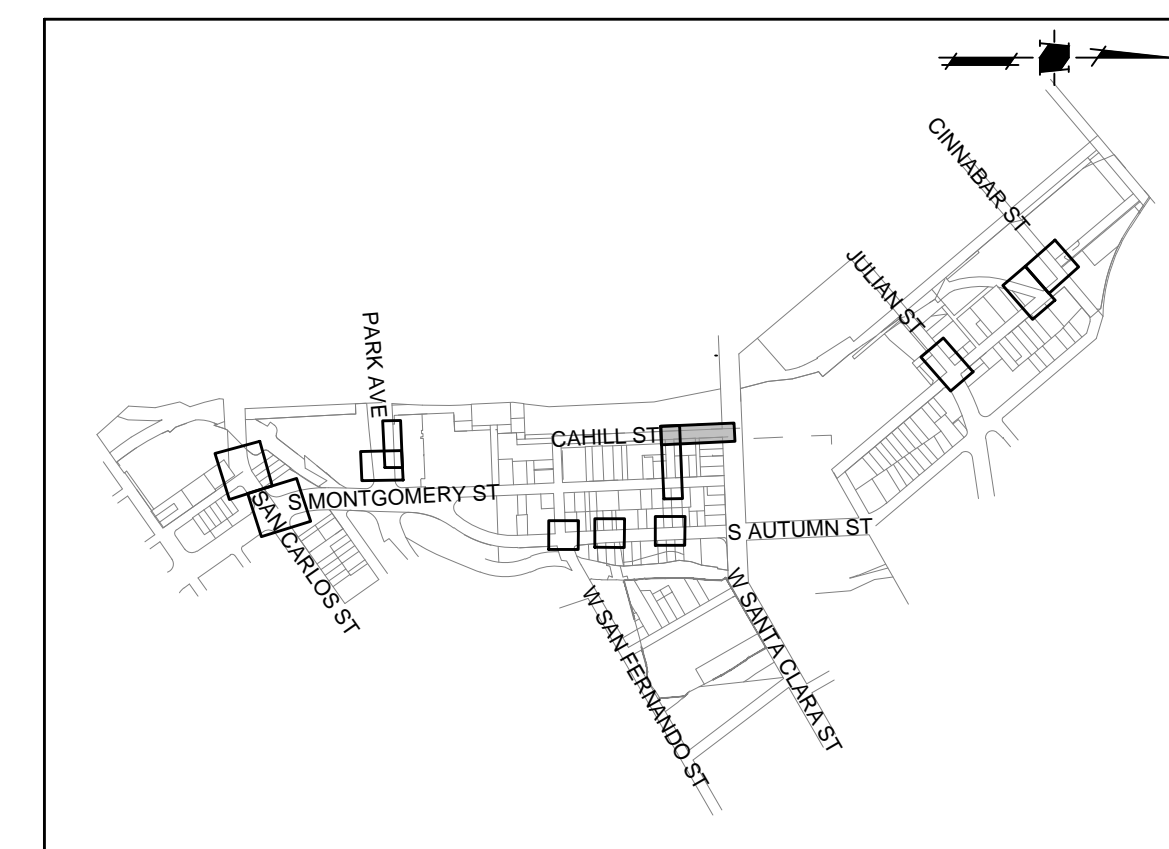 CINNABAR ST
JULIAN ST
PARK AVE
CAHILL ST
S MONTGOMERY ST
SAN CARLOS ST
S AUTUMN ST
W SAN FERNANDO ST
W SANTA CLARA ST